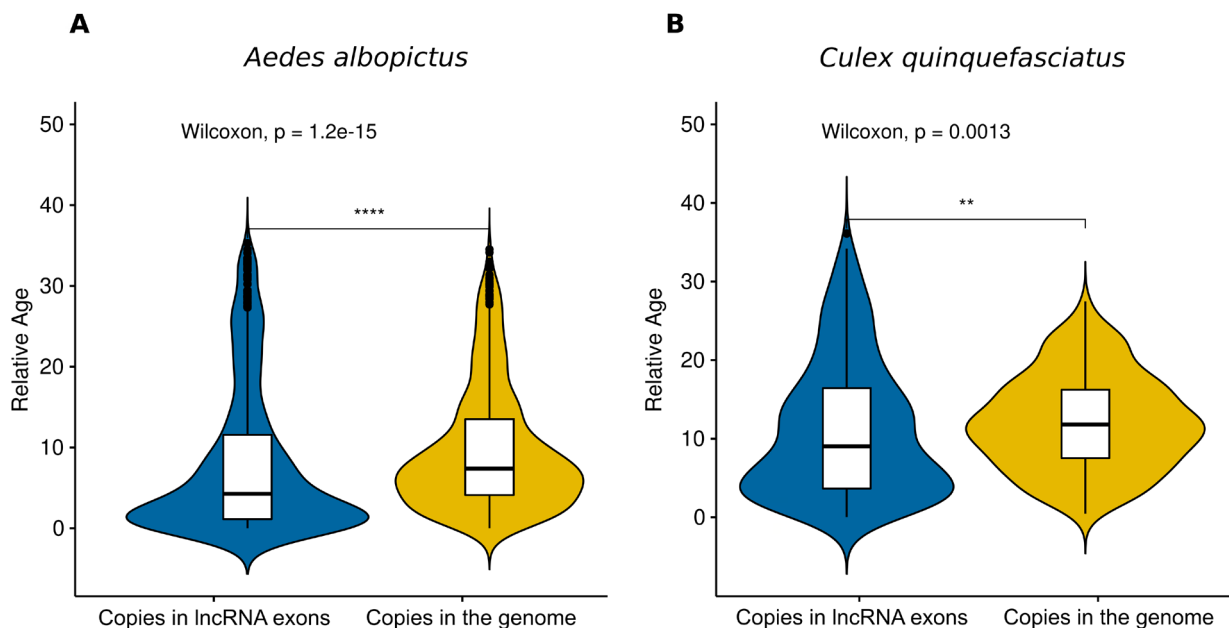 A
Aedes albopictus
50
Wilcoxon, p = 1.2e-15
40
****
30
Relative Age
20
10
0
Copies in lncRNA exons Copies in the genome
B
Culex quinquefasciatus
50
Wilcoxon, p = 0.0013
40
**
30
Relative Age
20
10
0
Copies in lncRNA exons Copies in the genome